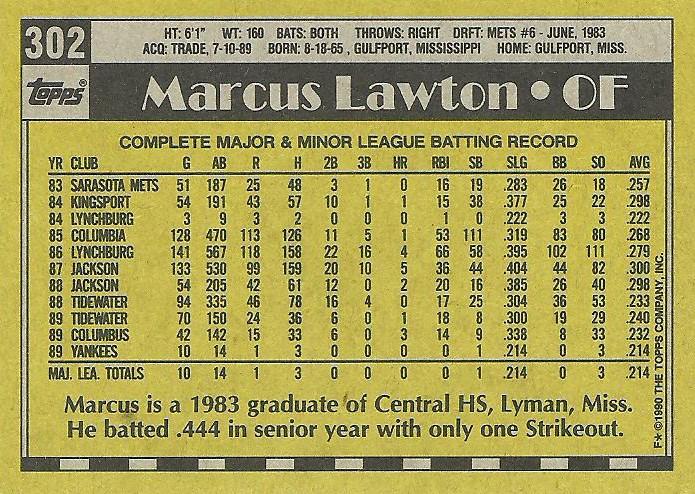 302
HT: 6'1" WT: 160 BATS: BOTH THROWS: RIGHT DRFT: METS #6 - JUNE, 1983
ACQ: TRADE, 7-10-89 BORN: 8-18-65 , GULFPORT, MISSISSIPPI HOME: GULFPORT, MISS.
TOPPS®
MARCUS LAWTON • OF
COMPLETE MAJOR & MINOR LEAGUE BATTING RECORD
YR CLUB G AB R H 2B 3B HR RBI SB SLG BB SO AVG
83 SARASOTA METS 51 187 25 48 3 1 0 16 19 .283 26 18 .257
84 KINGSPORT 54 191 43 57 10 1 1 15 38 .377 25 22 .298
84 LYNCHBURG 3 9 3 2 0 0 0 1 0 .222 3 3 .222
85 COLUMBIA 128 470 113 126 11 5 1 53 111 .319 83 80 .268
86 LYNCHBURG 141 567 118 158 22 16 4 66 58 .395 102 111 .279
87 JACKSON 133 530 99 159 20 10 5 36 44 .404 44 82 .300
88 JACKSON 54 205 42 61 12 0 2 20 16 .385 26 40 .298
88 TIDEWATER 94 335 46 78 16 4 0 17 25 .304 36 53 .233
89 TIDEWATER 70 150 24 36 6 0 1 18 8 .300 19 29 .240
89 COLUMBUS 42 142 15 33 6 0 3 14 9 .338 8 33 .232
89 YANKEES 10 14 1 3 0 0 0 0 1 .214 0 3 .214
MAJ. LEA. TOTALS 10 14 1 3 0 0 0 0 1 .214 0 3 .214
Marcus is a 1983 graduate of Central HS, Lyman, Miss.
He batted .444 in senior year with only one Strikeout.
F* ©1990 THE TOPPS COMPANY, INC.